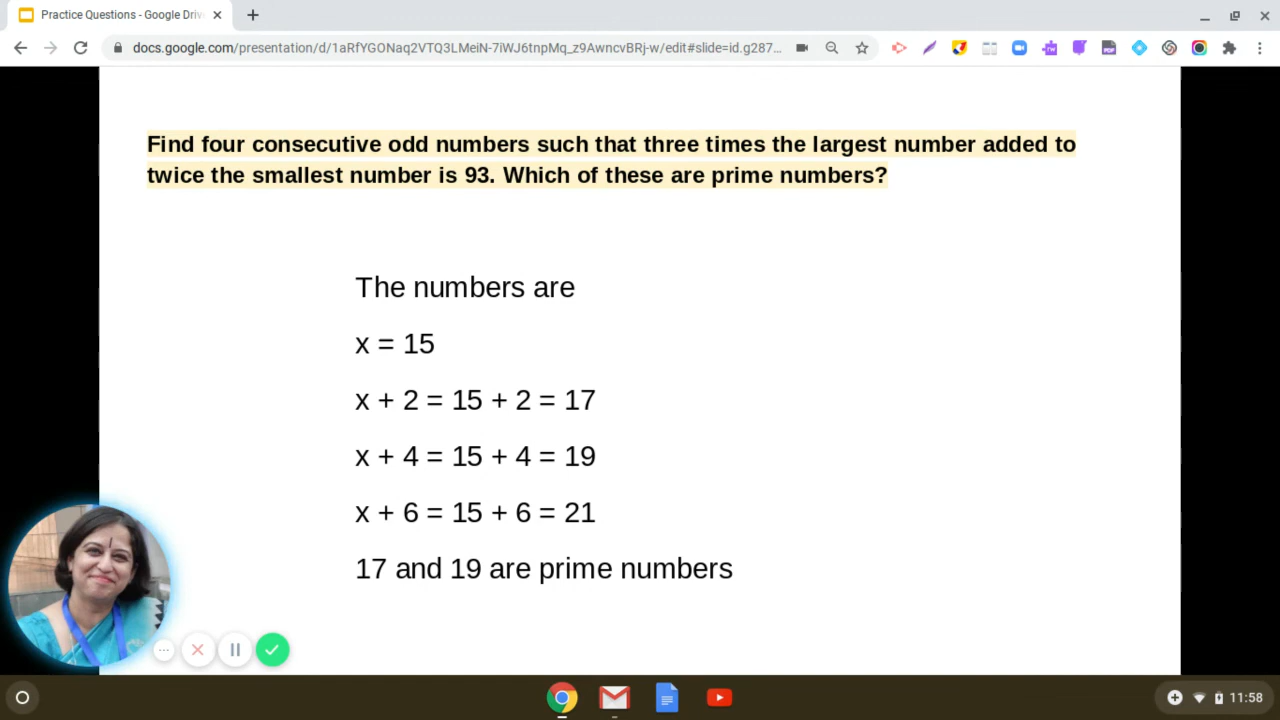 Practice Questions - Google Driv
docs.google.com/presentation/d/1aRfYGONaq2VTQ3LMeiN-7iWJ6tnpMq_z9AwncvBRj-w/edit#slide=id.g287...
Find four consecutive odd numbers such that three times the largest number added to
twice the smallest number is 93. Which of these are prime numbers?
The numbers are
x = 15
x + 2 = 15 + 2 = 17
x + 4 = 15 + 4 = 19
x + 6 = 15 + 6 = 21
17 and 19 are prime numbers
11:58